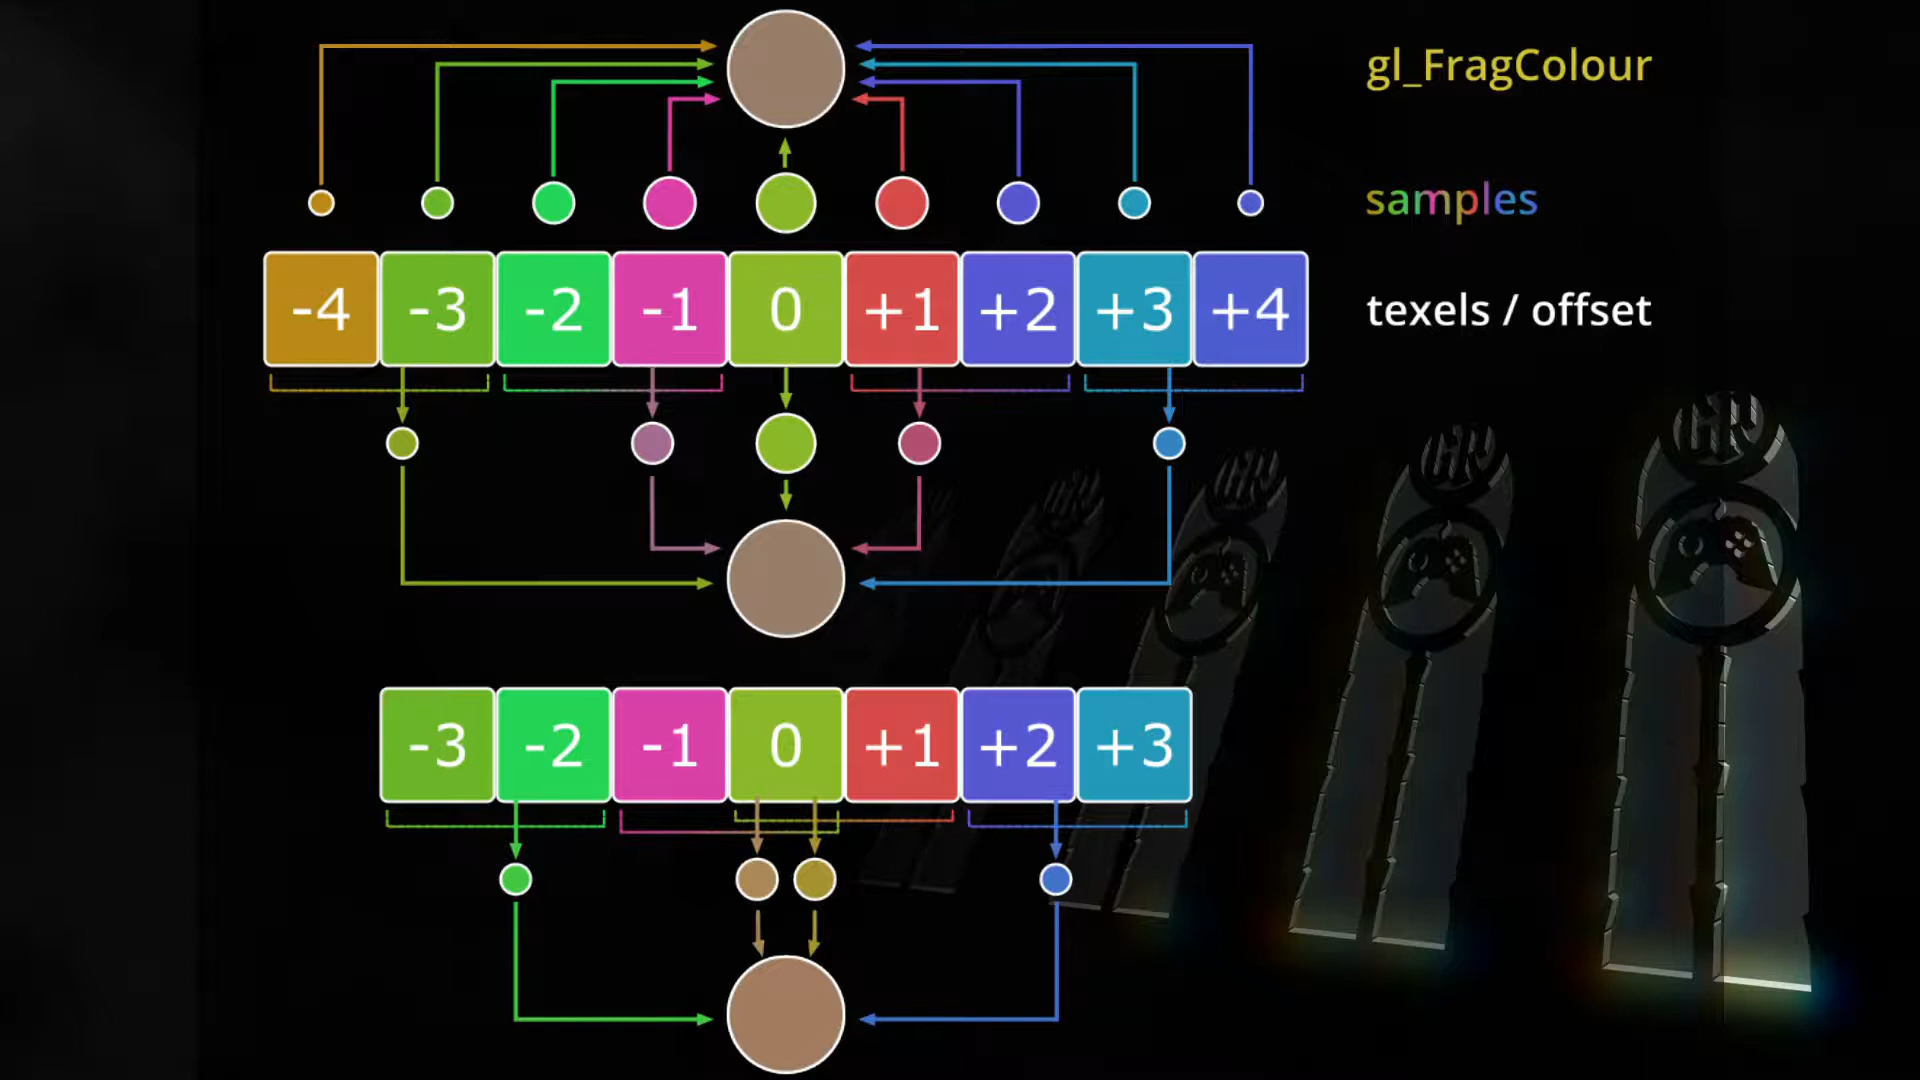 gl_FragColour
samples
-4 -3 -2 -1 0 +1 +2 +3 +4 texels / offset
-3 -2 -1 0 +1 +2 +3